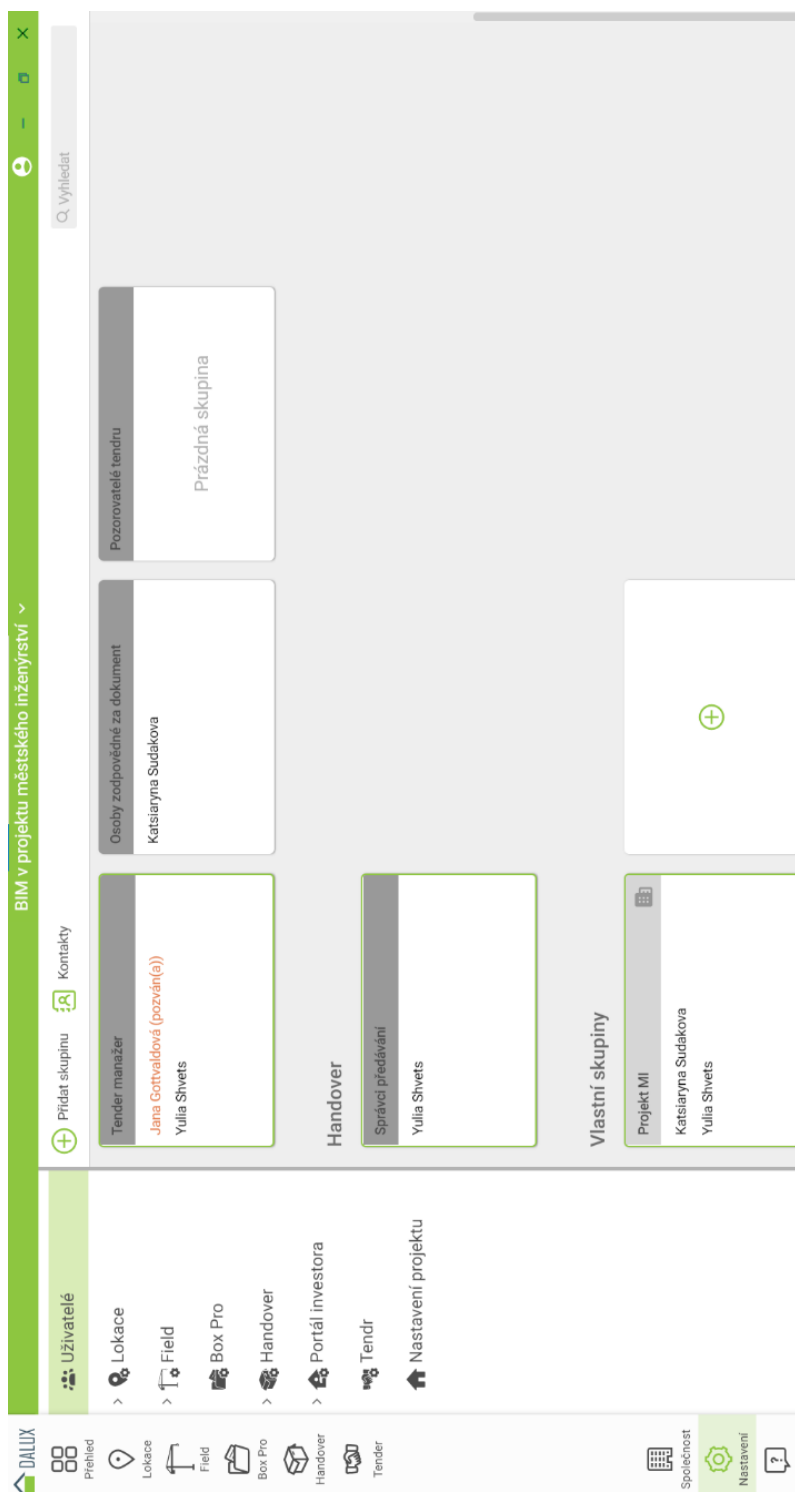 DALUX
BIM v projektu městského inženýrství
Přehled
Lokace
Field
Box Pro
Handover
Tender
Společnost
Nastavení
Uživatelé
Lokace
Field
Box Pro
Handover
Portál investora
Tendr
Nastavení projektu
Přidat skupinu
Kontakty
Vyhledat
Tender manažer
Jana Gottvaldová (pozván(a))
Yulia Shvets
Osoby zodpovědné za dokument
Katsiaryna Sudakova
Pozorovatelé tendru
Prázdná skupina
Handover
Správci předávání
Yulia Shvets
Vlastní skupiny
Projekt MI
Katsiaryna Sudakova
Yulia Shvets